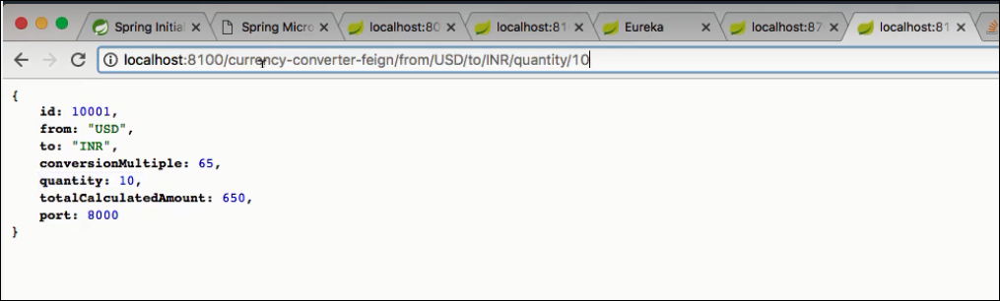 Spring Initial
Spring Micro
localhost:80
localhost:81
Eureka
localhost:87
localhost:81
localhost:8100/currency-converter-feign/from/USD/to/INR/quantity/10
{
id: 10001,
from: "USD",
to: "INR",
conversionMultiple: 65,
quantity: 10,
totalCalculatedAmount: 650,
port: 8000
}